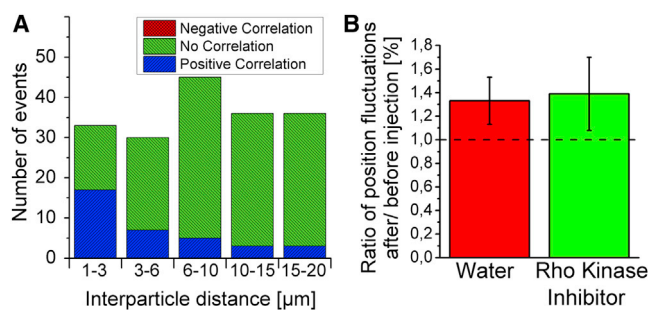 A
Negative Correlation
No Correlation
Positive Correlation
Number of events
50
40
30
20
10
0
1-3 3-6 6-10 10-15 15-20
Interparticle distance [µm]
B
Ratio of position fluctuations
after/ before injection [%]
1,8
1,6
1,4
1,2
1,0
0,8
0,6
0,4
0,2
0,0
Water Rho Kinase
Inhibitor